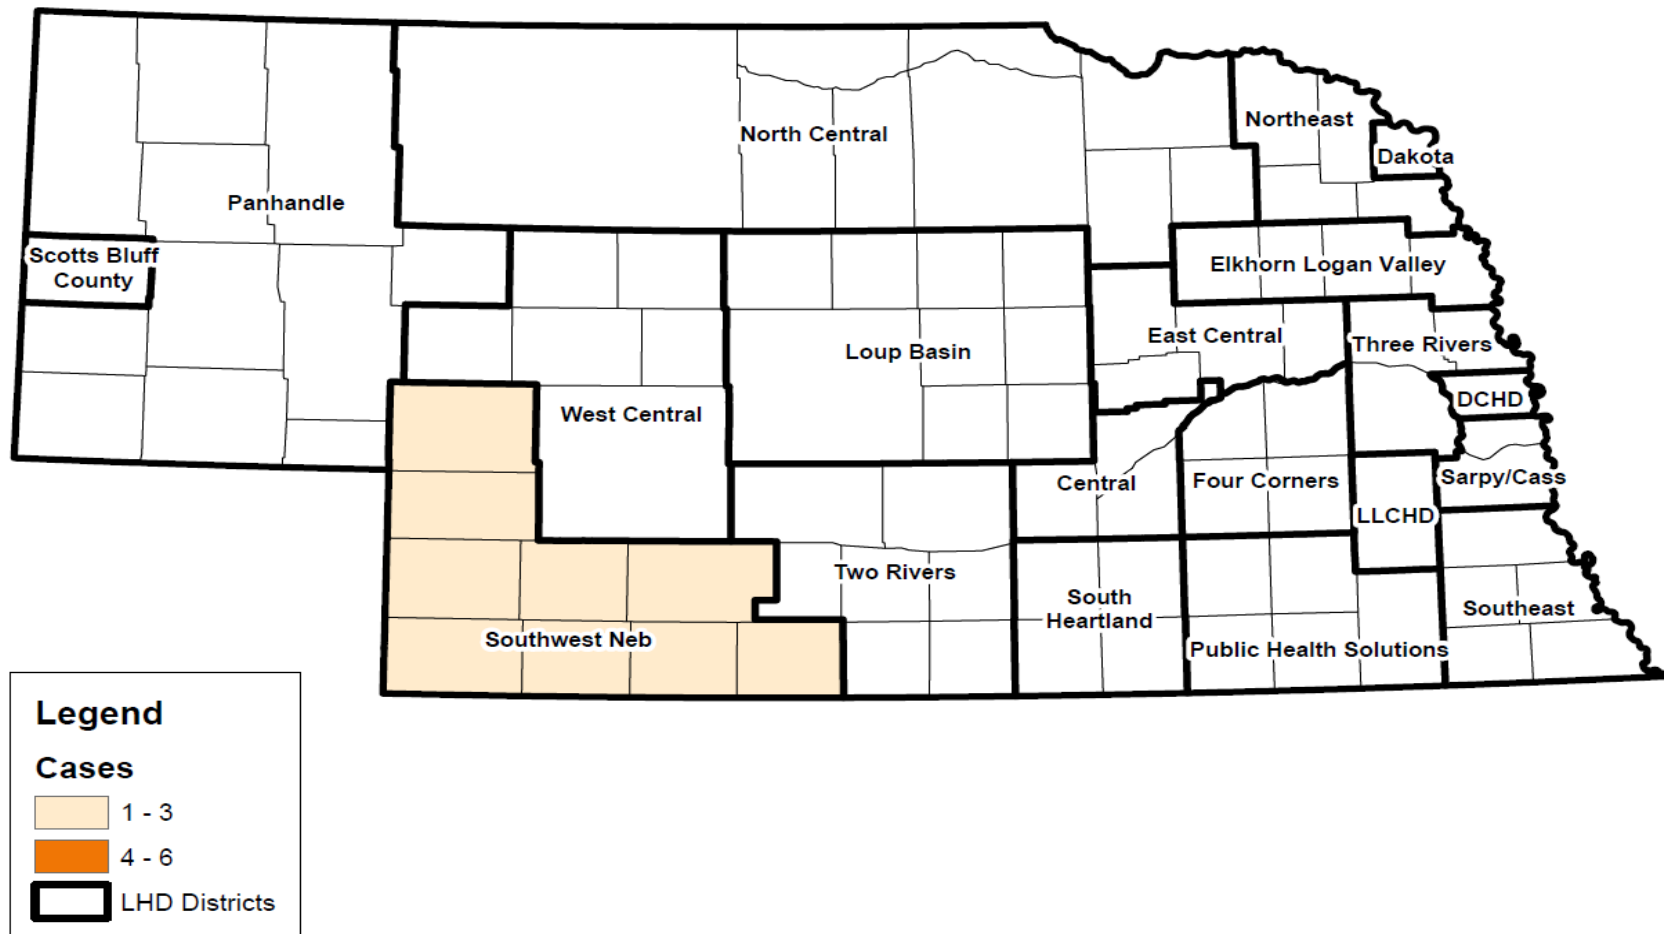 North Central
Northeast
Dakota
Panhandle
Scotts Bluff
County
Elkhorn Logan Valley
East Central
Three Rivers
Loup Basin
DCHD
West Central
Sarpy/Cass
Central
Four Corners
LLCHD
Two Rivers
South
Heartland
Southeast
Southwest Neb
Public Health Solutions
Legend
Cases
1 - 3
4 - 6
LHD Districts